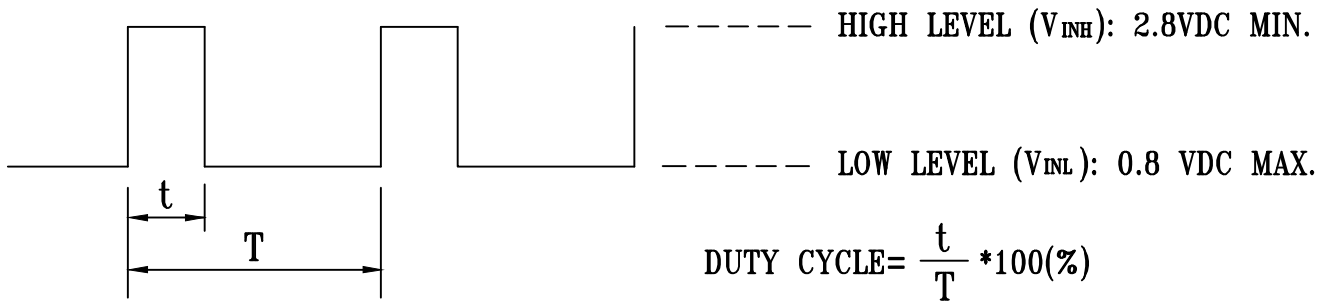 HIGH LEVEL (VINH): 2.8VDC MIN.
LOW LEVEL (VINL): 0.8 VDC MAX.
t
T
DUTY CYCLE= t/T *100(%)